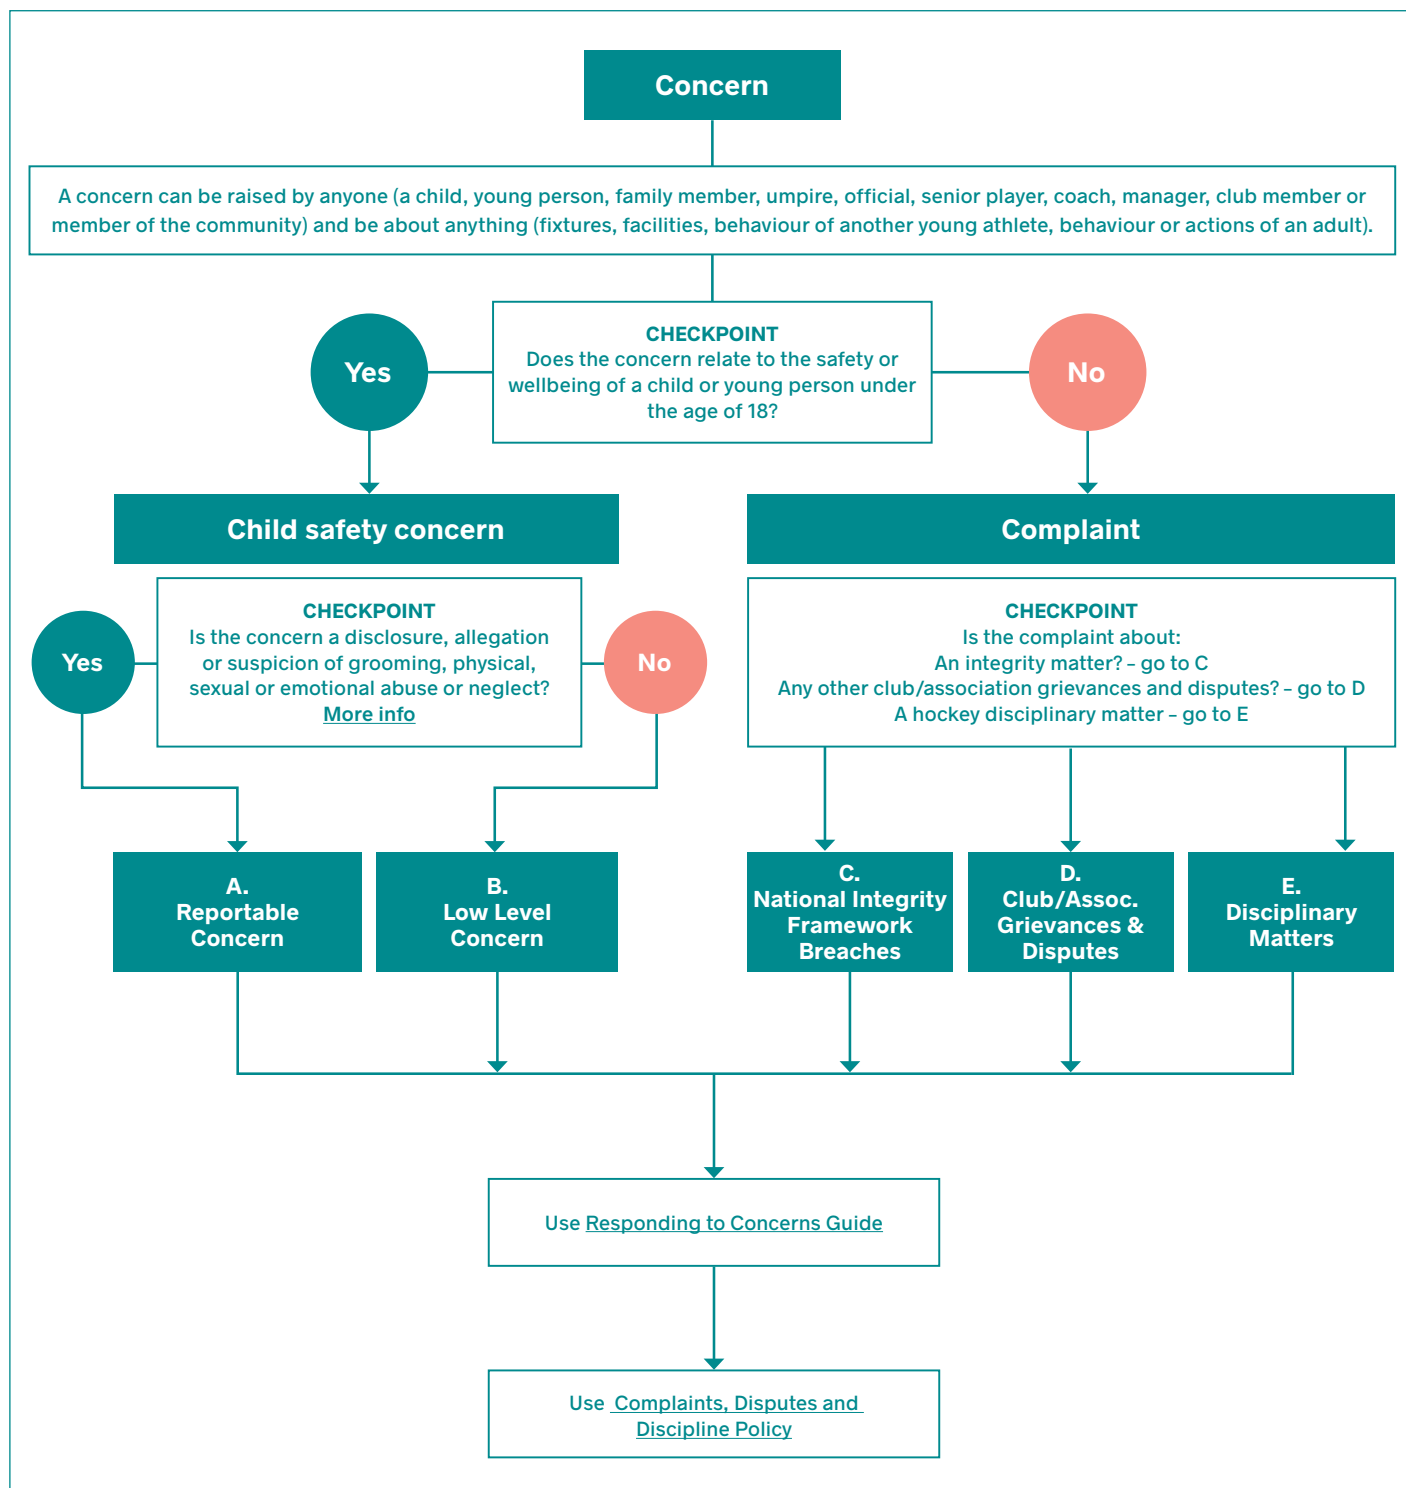 Concern
A concern can be raised by anyone (a child, young person, family member, umpire, official, senior player, coach, manager, club member or
member of the community) and be about anything (fixtures, facilities, behaviour of another young athlete, behaviour or actions of an adult).
CHECKPOINT
Does the concern relate to the safety or
wellbeing of a child or young person under
the age of 18?
Yes
No
Child safety concern
Complaint
CHECKPOINT
Is the concern a disclosure, allegation
or suspicion of grooming, physical,
sexual or emotional abuse or neglect?
More info
Yes
No
CHECKPOINT
Is the complaint about:
An integrity matter? – go to C
Any other club/association grievances and disputes? – go to D
A hockey disciplinary matter – go to E
A.
Reportable
Concern
B.
Low Level
Concern
C.
National Integrity
Framework
Breaches
D.
Club/Assoc.
Grievances &
Disputes
E.
Disciplinary
Matters
Use Responding to Concerns Guide
Use Complaints, Disputes and
Discipline Policy